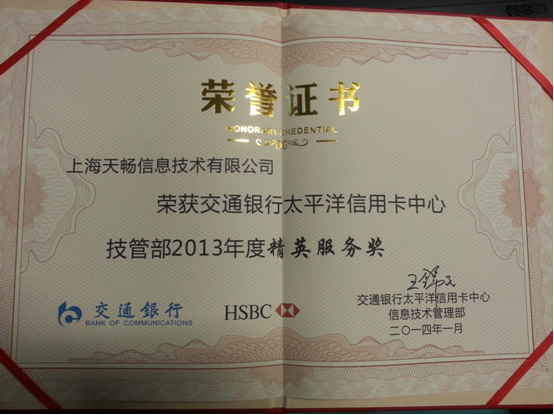 荣誉证书
HONORARY CREDENTIAL
上海天畅信息技术有限公司
荣获交通银行太平洋信用卡中心
技管部2013年度精英服务奖
交通银行
BANK OF COMMUNICATIONS
HSBC
交通银行太平洋信用卡中心
信息技术管理部
二〇一四年一月